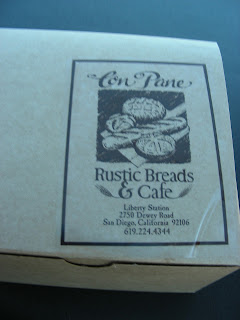 Con Pane
Rustic Breads
& Cafe
Liberty Station
2750 Dewey Road
San Diego, California 92106
619.224.4344